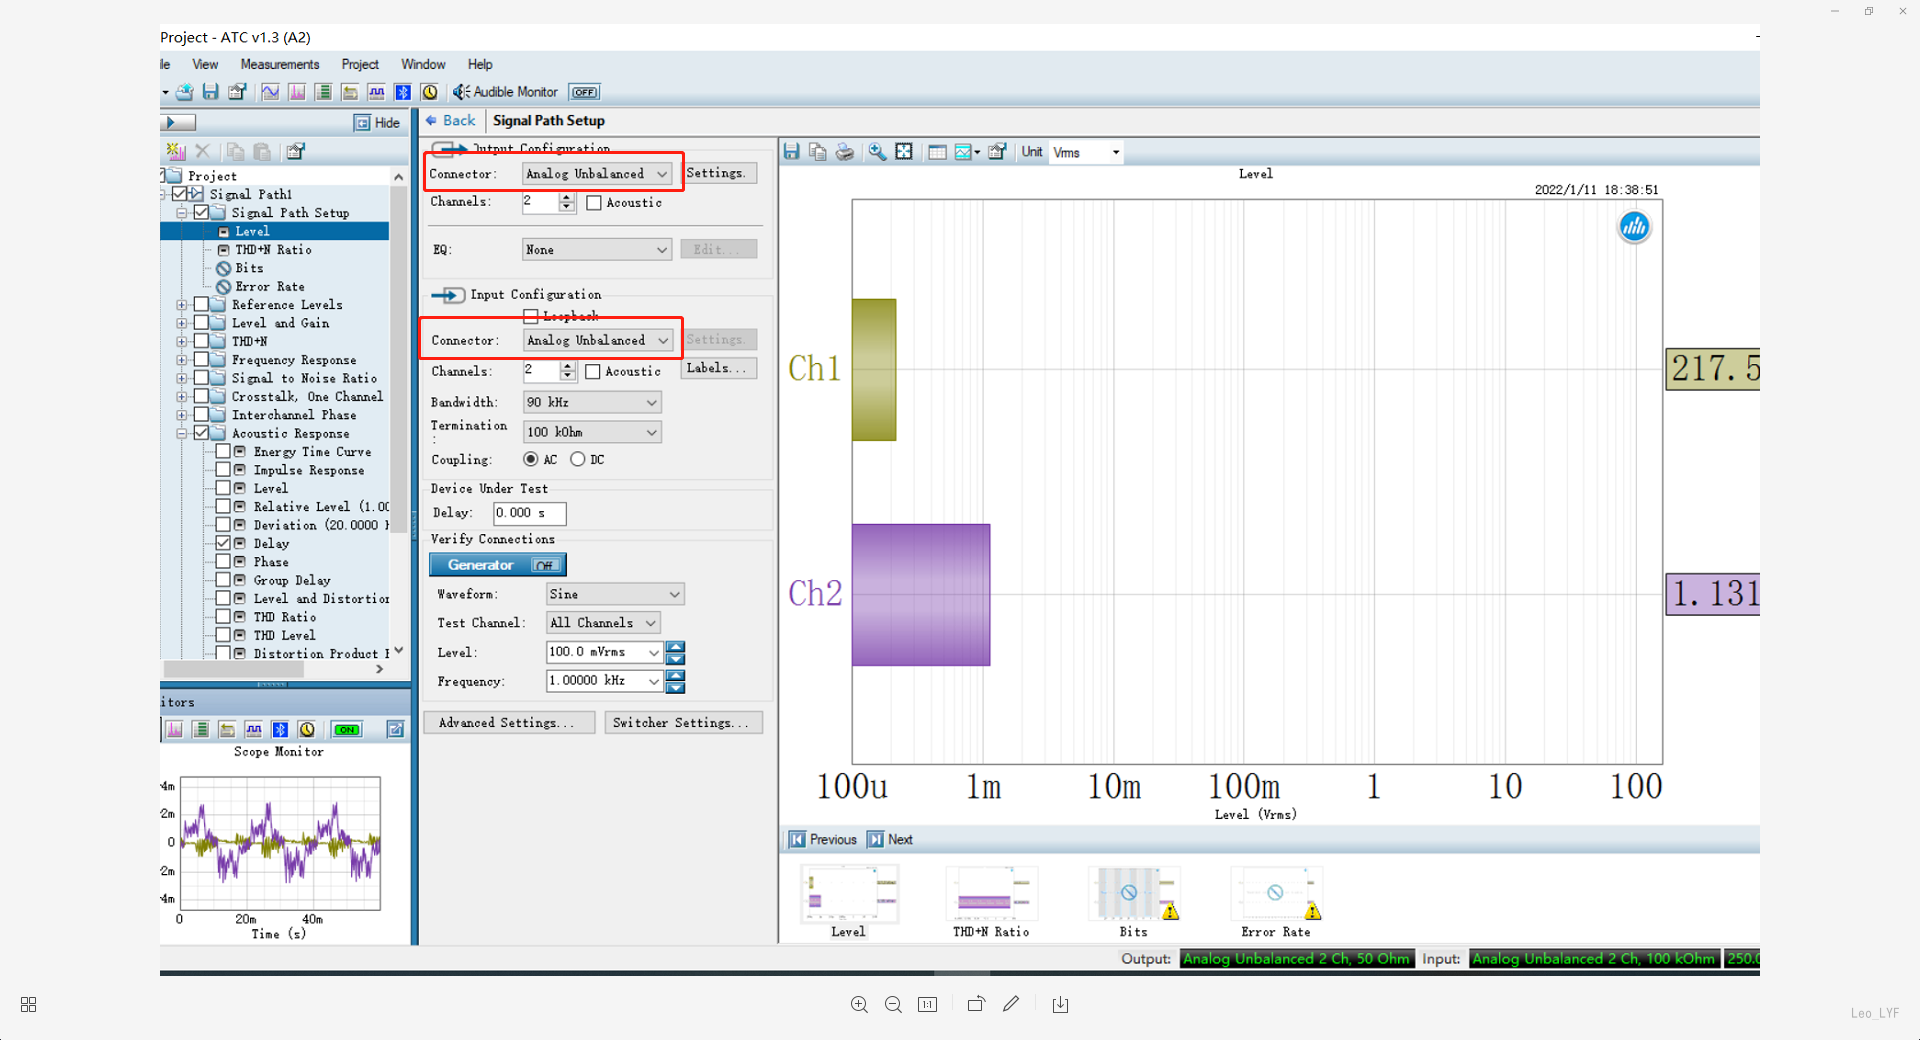 Project - ATC v1.3 (A2)
le View Measurements Project Window Help
Audible Monitor OFF
Hide
Back Signal Path Setup
Project
Signal Path1
Signal Path Setup
Level
THD+N Ratio
Bits
Error Rate
Reference Levels
Level and Gain
THD+N
Frequency Response
Signal to Noise Ratio
Crosstalk, One Channel
Interchannel Phase
Acoustic Response
Energy Time Curve
Impulse Response
Level
Relative Level (1.00
Deviation (20.0000
Delay
Phase
Group Delay
Level and Distortion
THD Ratio
THD Level
Distortion Product
itors
ON
Scope Monitor
4m
2m
0
2m
4m
0 20m 40m
Time (s)
Output Configuration
Connector: Analog Unbalanced Settings.
Channels: 2 Acoustic
EQ: None Edit...
Input Configuration
Loopback
Connector: Analog Unbalanced Settings.
Channels: 2 Acoustic Labels...
Bandwidth: 90 kHz
Termination
: 100 kOhm
Coupling: AC DC
Device Under Test
Delay: 0.000 s
Verify Connections
Generator Off
Waveform: Sine
Test Channel: All Channels
Level: 100.0 mVrms
Frequency: 1.00000 kHz
Advanced Settings... Switcher Settings...
Unit Vrms
Level
2022/1/11 18:38:51
Ch1 217.5
Ch2 1.131
100u 1m 10m 100m 1 10 100
Level (Vrms)
Previous Next
Level THD+N Ratio Bits Error Rate
Output: Analog Unbalanced 2 Ch, 50 Ohm Input: Analog Unbalanced 2 Ch, 100 kOhm 250.0
1:1
Leo_LYF